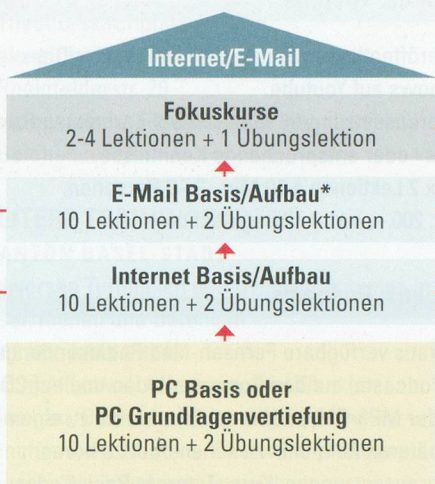 Internet/E-Mail
Fokuskurse
2-4 Lektionen + 1 Übungslektion
E-Mail Basis/Aufbau*
10 Lektionen + 2 Übungslektionen
Internet Basis/Aufbau
10 Lektionen + 2 Übungslektionen
PC Basis oder
PC Grundlagenvertiefung
10 Lektionen + 2 Übungslektionen